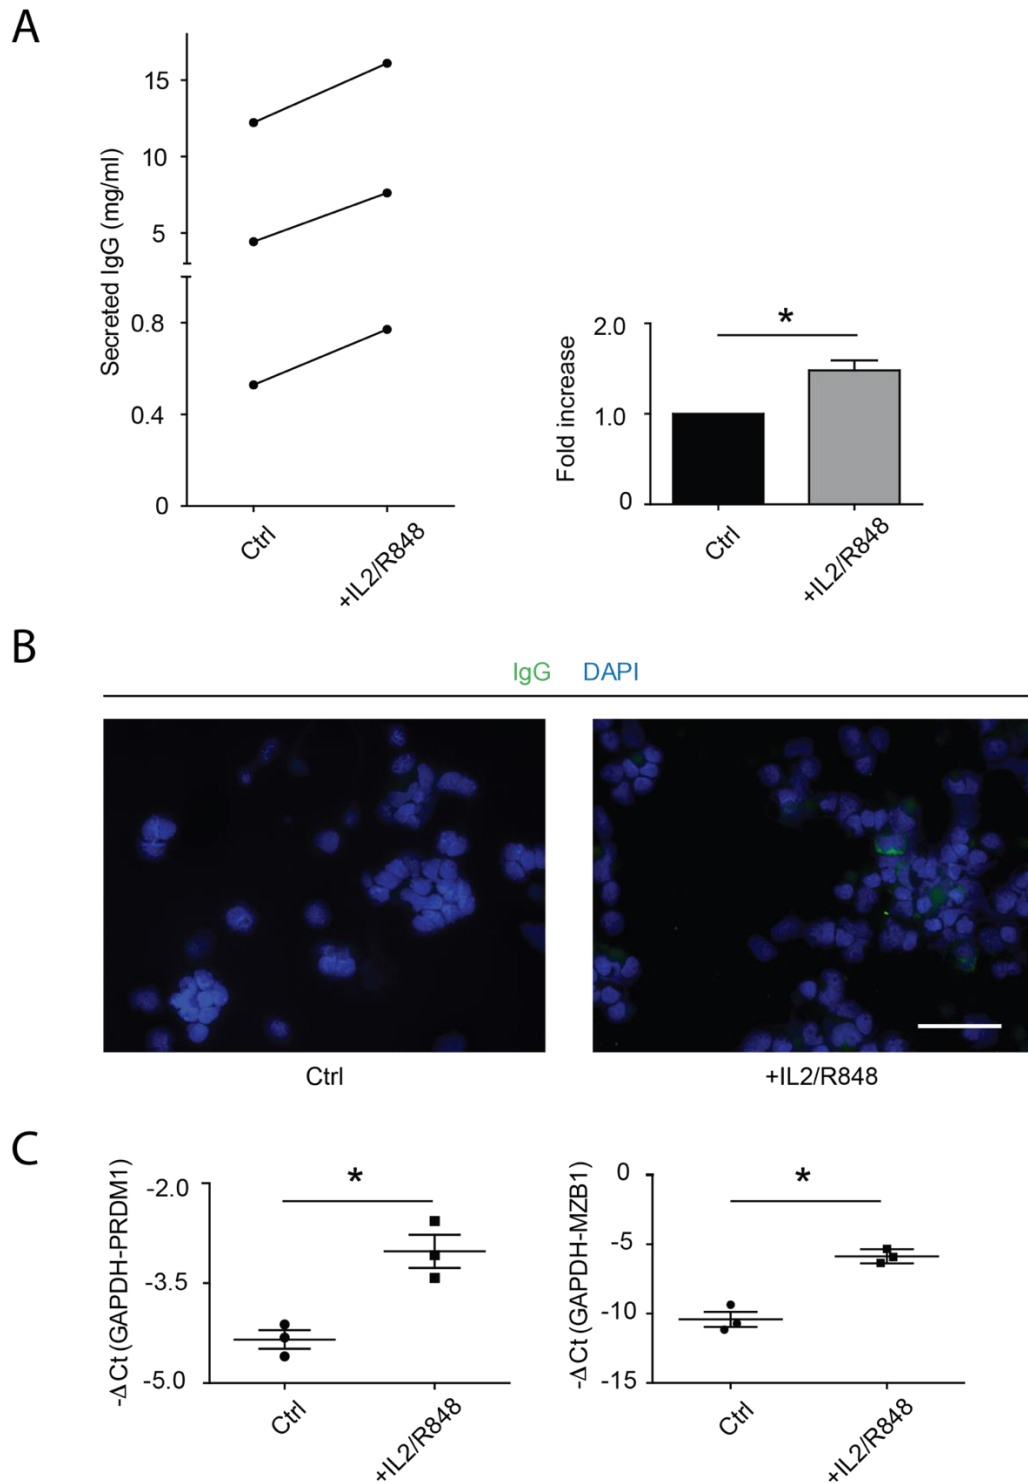 A
Secreted IgG (mg/ml)
15
10
5
0.8
0.4
0
Ctrl
+IL2/R848
Fold increase
2.0
1.0
0
*
Ctrl
+IL2/R848
B
IgG DAPI
Ctrl
+IL2/R848
C
-ΔCt (GAPDH-PRDM1)
-2.0
-3.5
-5.0
*
Ctrl
+IL2/R848
-ΔCt (GAPDH-MZB1)
0
-5
-10
-15
*
Ctrl
+IL2/R848